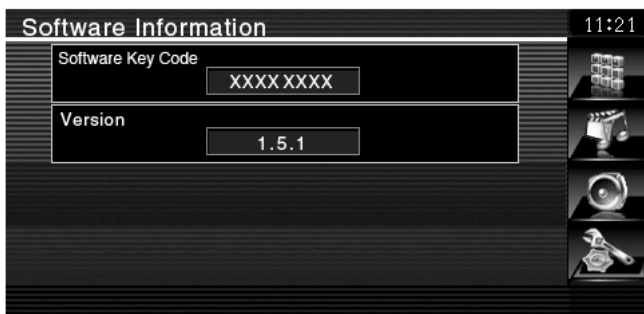 Software Information
11:21
Software Key Code
XXXX XXXX
Version
1.5.1